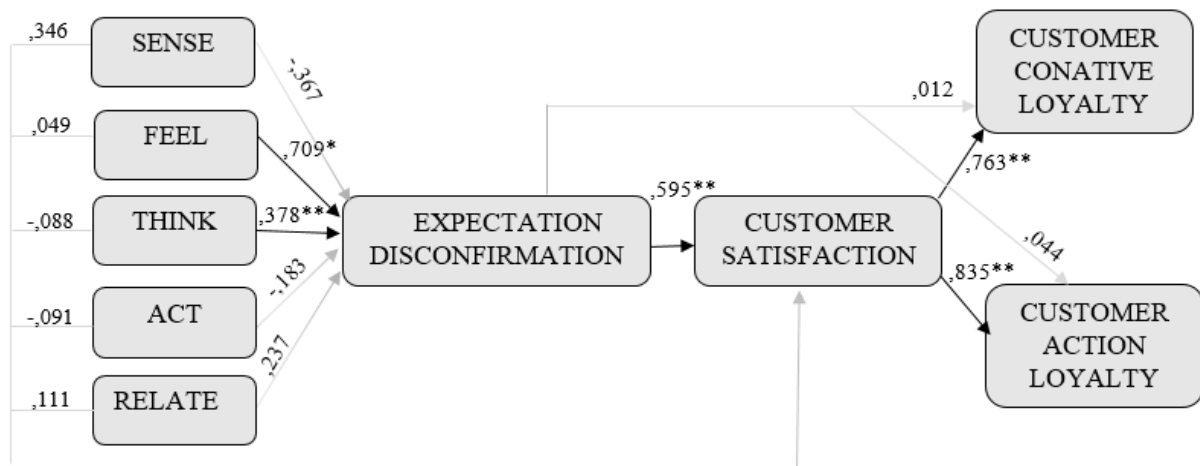 ,346
SENSE
-,367
,049
FEEL
,709*
-,088
THINK
,378**
-,091
ACT
-,183
,111
RELATE
,237
EXPECTATION
DISCONFIRMATION
,595**
CUSTOMER
SATISFACTION
,012
,763**
,044
,835**
CUSTOMER
CONATIVE
LOYALTY
CUSTOMER
ACTION
LOYALTY